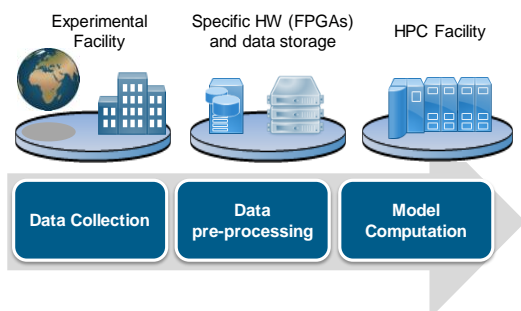 Experimental
Facility
Specific HW (FPGAs)
and data storage
HPC Facility
Data Collection
Data
pre-processing
Model
Computation